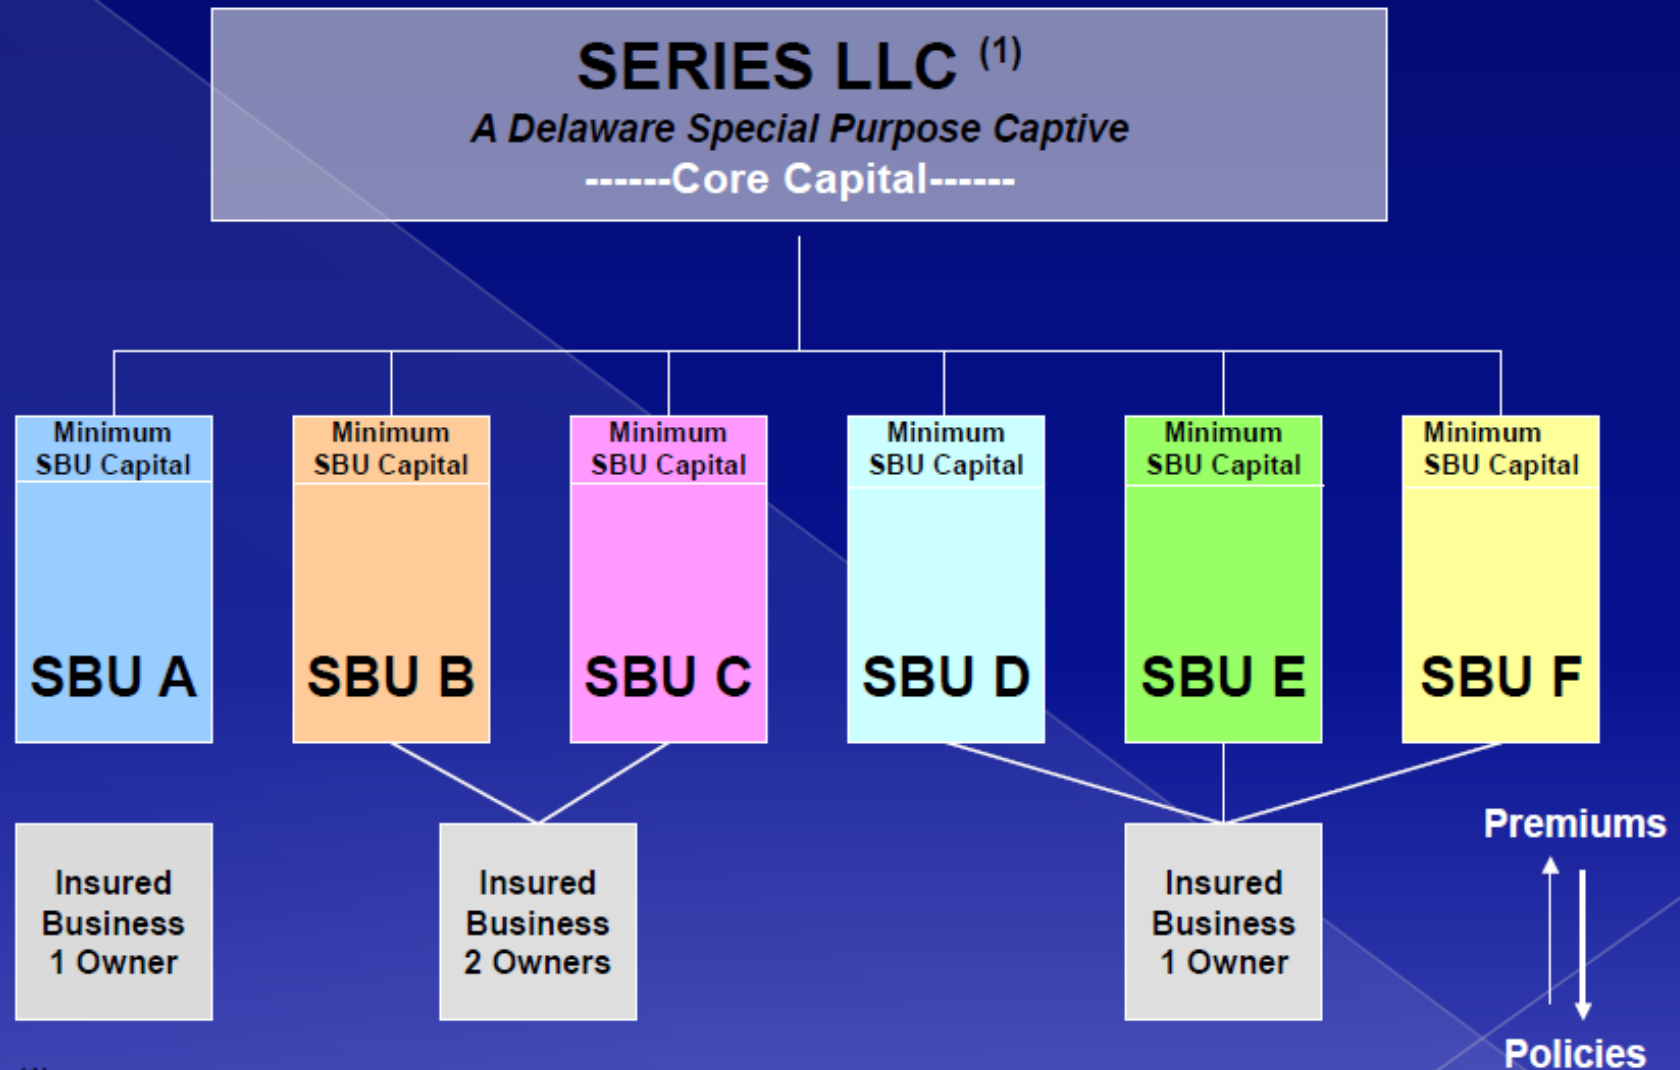 SERIES LLC (1)
A Delaware Special Purpose Captive
------Core Capital------
Minimum
SBU Capital
SBU A
Minimum
SBU Capital
SBU B
Minimum
SBU Capital
SBU C
Minimum
SBU Capital
SBU D
Minimum
SBU Capital
SBU E
Minimum
SBU Capital
SBU F
Insured
Business
1 Owner
Insured
Business
2 Owners
Insured
Business
1 Owner
Premiums
Policies